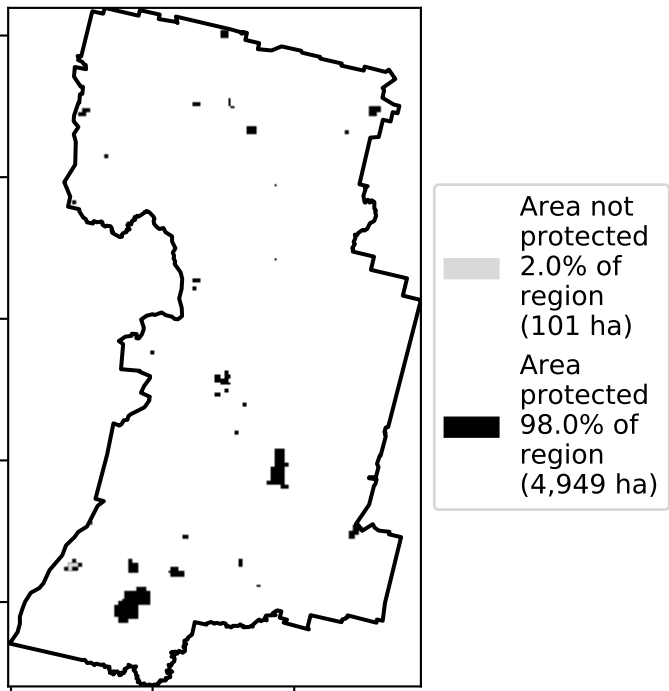 Area not
protected
2.0% of
region
(101 ha)
Area
protected
98.0% of
region
(4,949 ha)